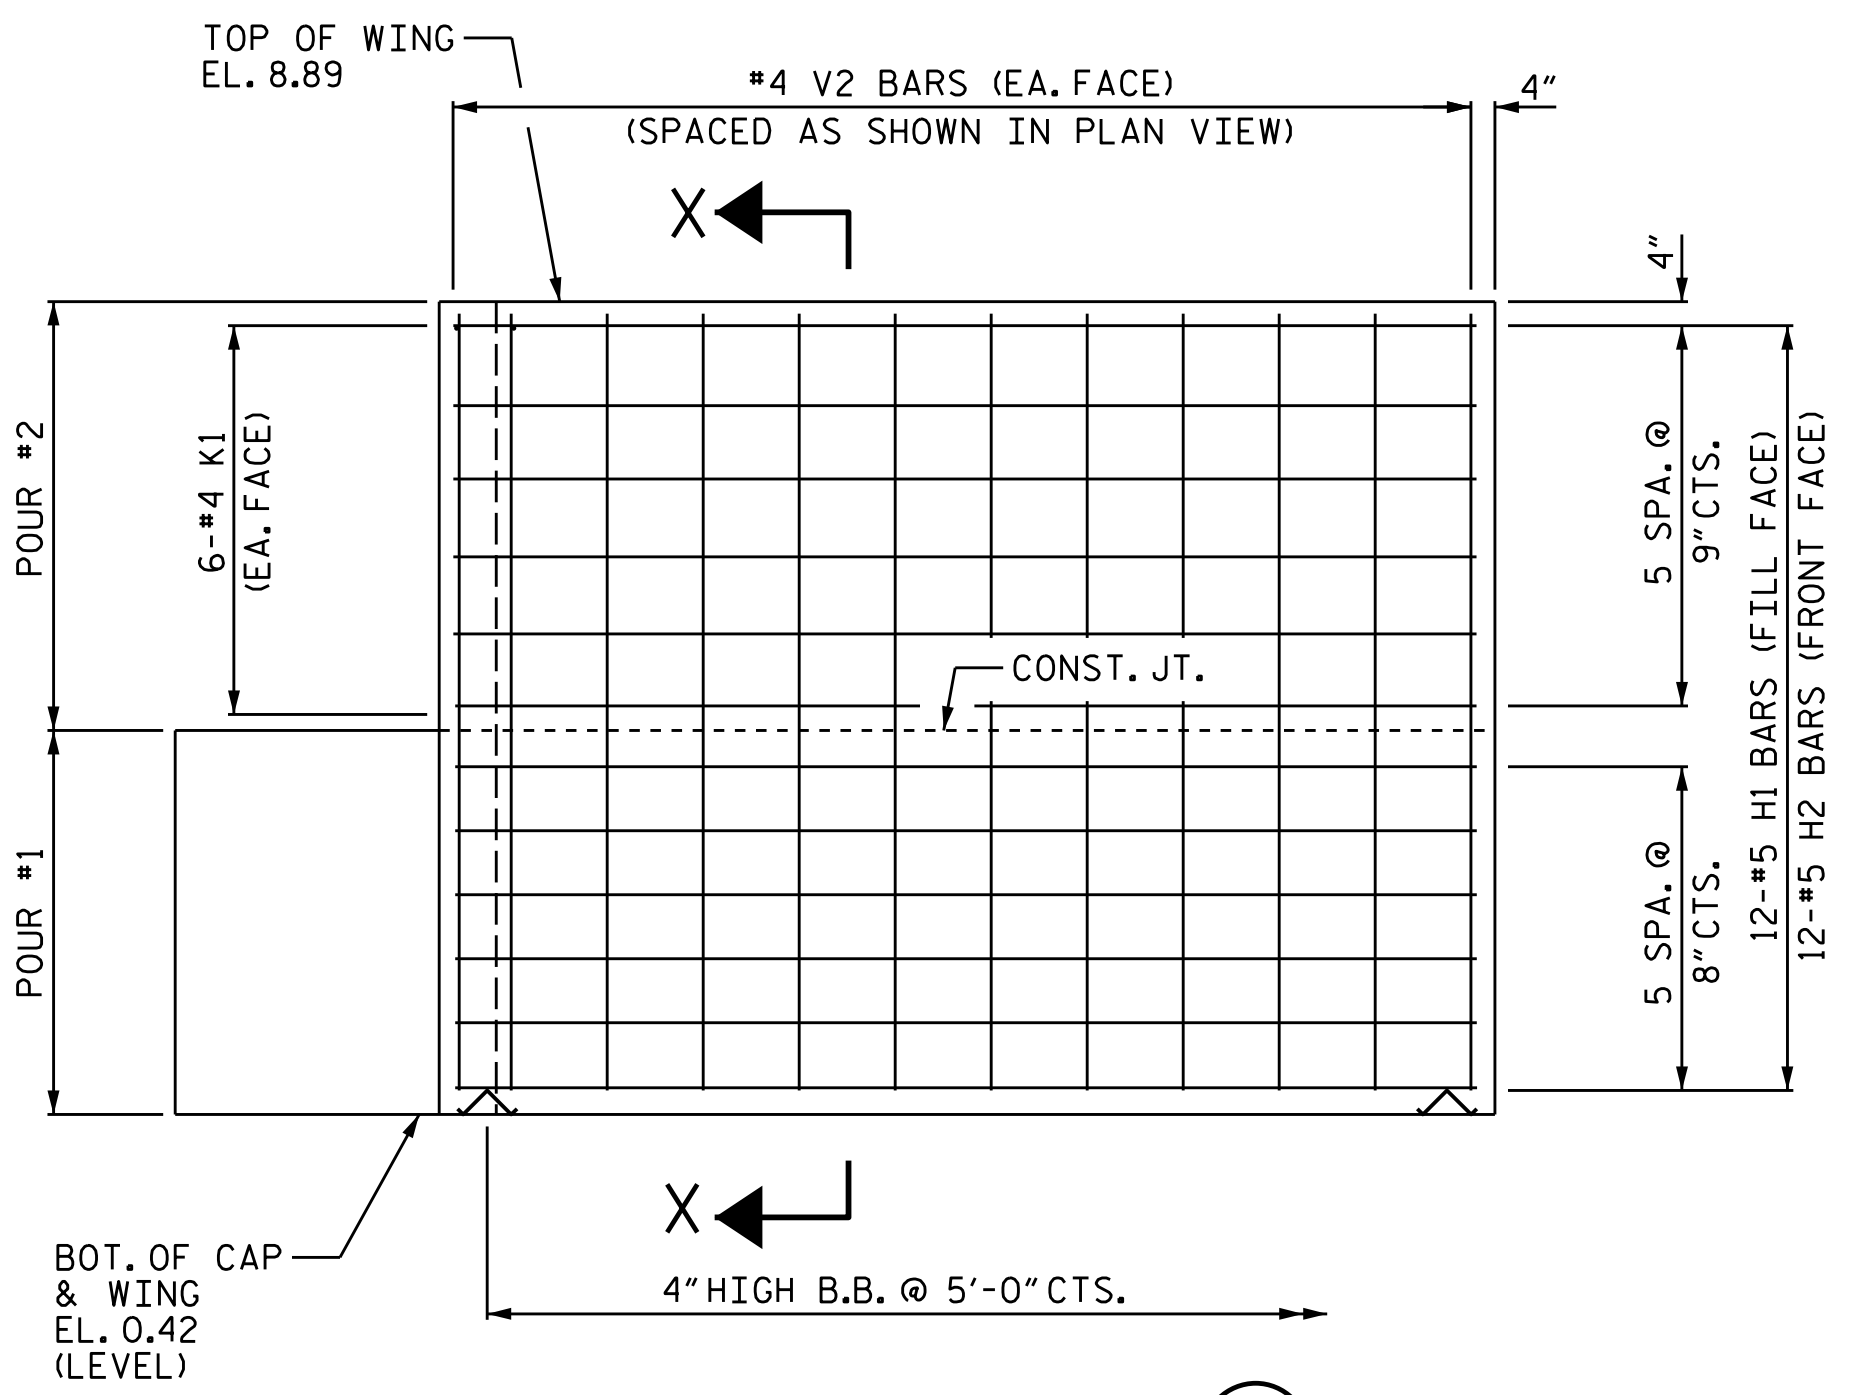 TOP OF WING
EL. 8.89
#4 V2 BARS (EA. FACE)
(SPACED AS SHOWN IN PLAN VIEW)
4"
X
4"
POUR #2
6-#4 K1
(EA. FACE)
5 SPA. @
9" CTS.
12-#5 H1 BARS (FILL FACE)
12-#5 H2 BARS (FRONT FACE)
CONST. JT.
POUR #1
5 SPA. @
8" CTS.
X
BOT. OF CAP
& WING
EL. 0.42
(LEVEL)
4" HIGH B.B. @ 5'-0" CTS.